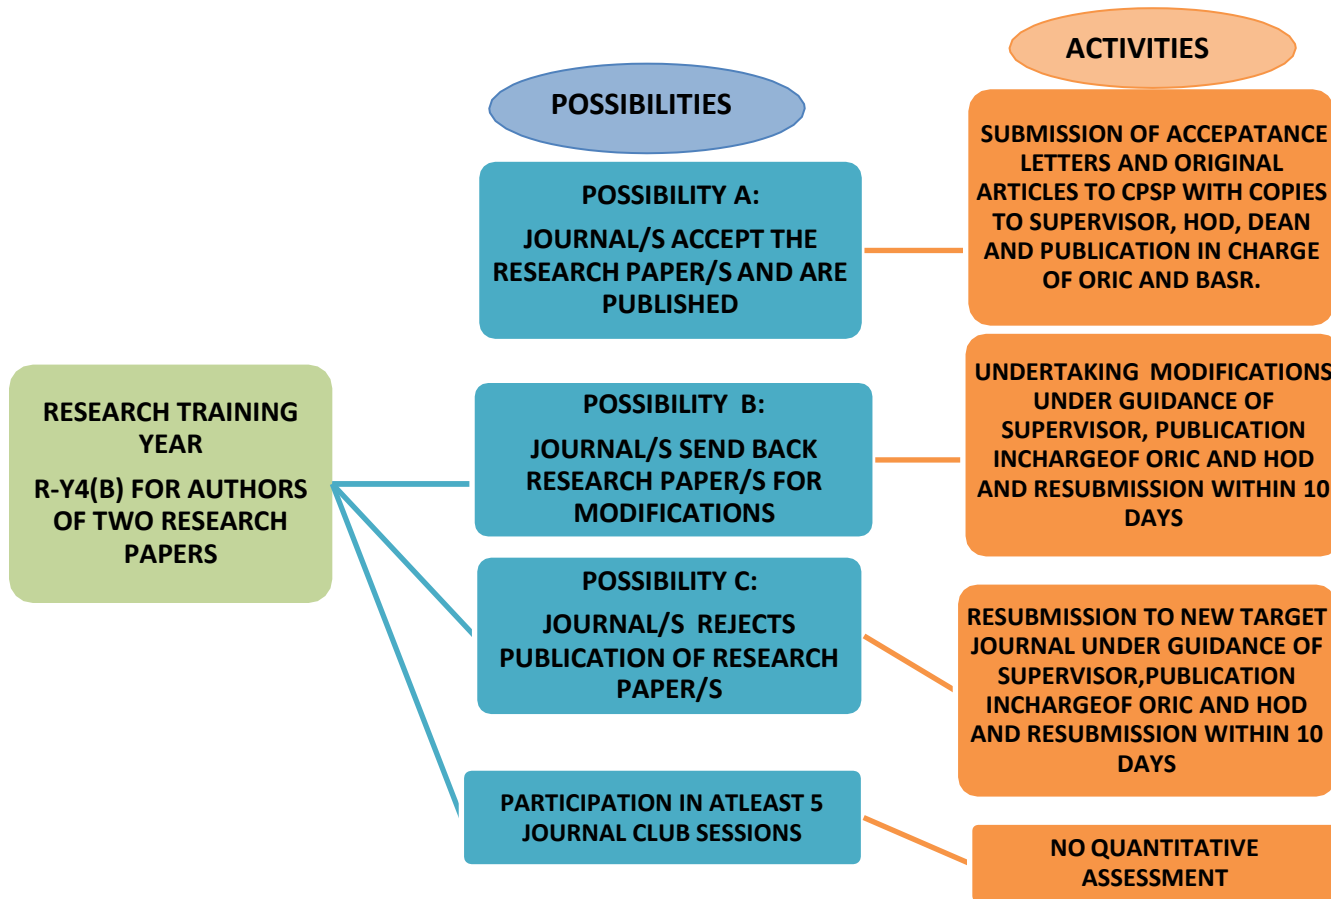 ACTIVITIES
POSSIBILITIES
SUBMISSION OF ACCEPATANCE
LETTERS AND ORIGINAL
ARTICLES TO CPSP WITH COPIES
TO SUPERVISOR, HOD, DEAN
AND PUBLICATION IN CHARGE
OF ORIC AND BASR.
POSSIBILITY A:
JOURNAL/S ACCEPT THE
RESEARCH PAPER/S AND ARE
PUBLISHED
RESEARCH TRAINING
YEAR
R-Y4(B) FOR AUTHORS
OF TWO RESEARCH
PAPERS
POSSIBILITY  B:
JOURNAL/S SEND BACK
RESEARCH PAPER/S FOR
MODIFICATIONS
UNDERTAKING  MODIFICATIONS
UNDER GUIDANCE OF
SUPERVISOR, PUBLICATION
INCHARGEOF ORIC AND HOD
AND RESUBMISSION WITHIN 10
DAYS
POSSIBILITY C:
JOURNAL/S  REJECTS
PUBLICATION OF RESEARCH
PAPER/S
RESUBMISSION TO NEW TARGET
JOURNAL UNDER GUIDANCE OF
SUPERVISOR,PUBLICATION
INCHARGEOF ORIC AND HOD
AND RESUBMISSION WITHIN 10
DAYS
PARTICIPATION IN ATLEAST 5
JOURNAL CLUB SESSIONS
NO QUANTITATIVE
ASSESSMENT